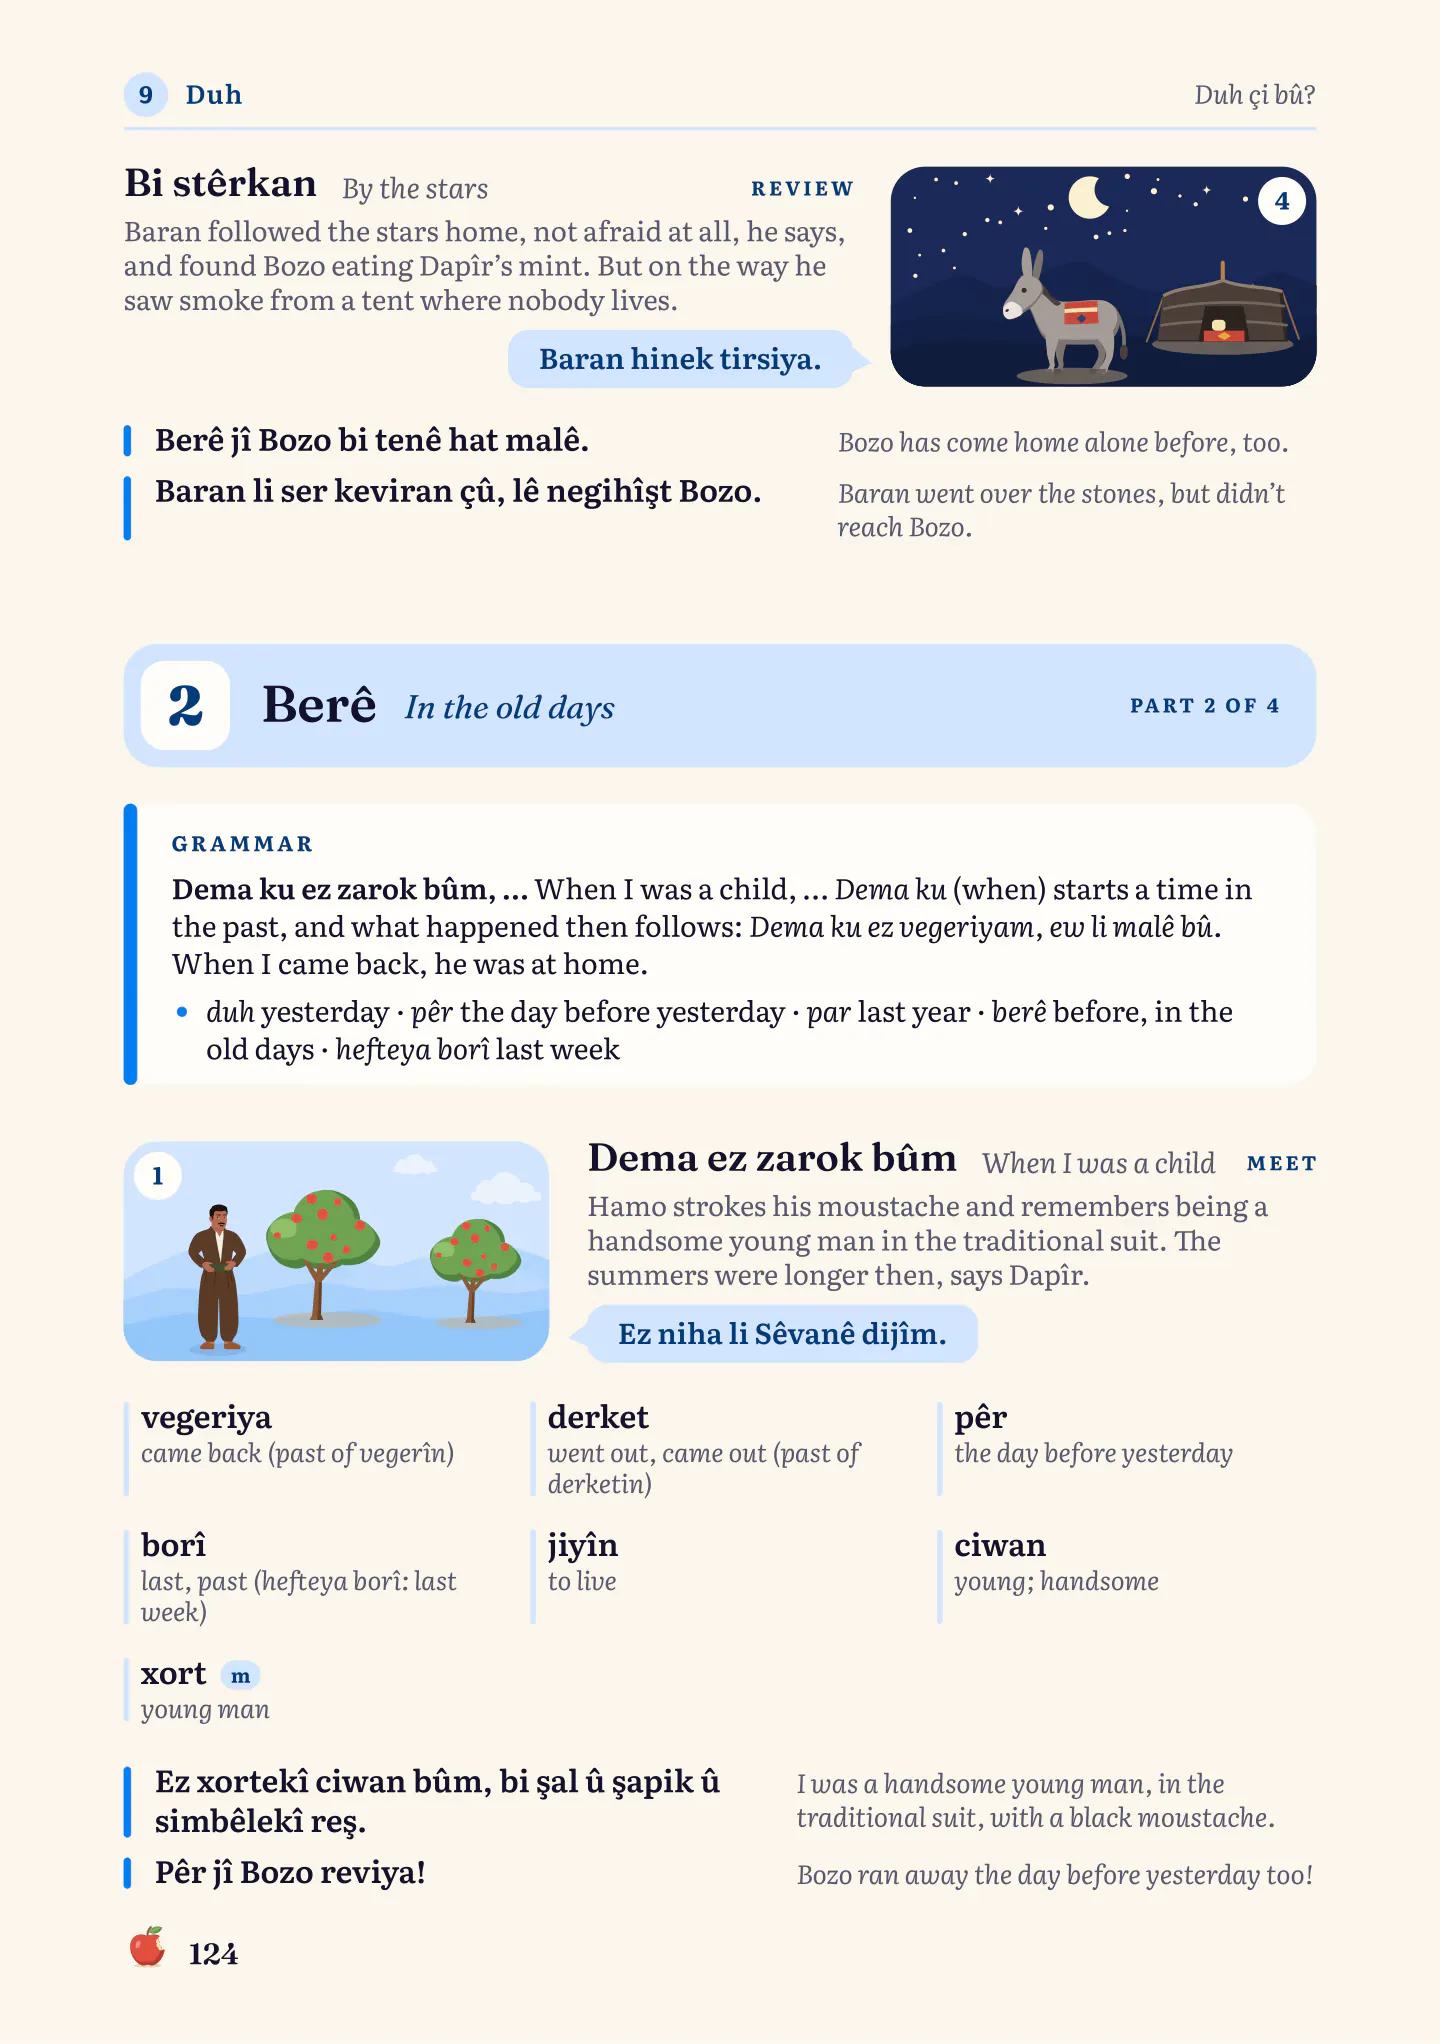 9 Duh
Duh çi bû?
Bi stêrkan By the stars REVIEW
Baran followed the stars home, not afraid at all, he says,
and found Bozo eating Dapîr’s mint. But on the way he
saw smoke from a tent where nobody lives.
Baran hinek tirsiya.
4
Berê jî Bozo bi tenê hat malê.
Bozo has come home alone before, too.
Baran li ser keviran çû, lê negihîşt Bozo.
Baran went over the stones, but didn’t
reach Bozo.
2 Berê In the old days PART 2 OF 4
GRAMMAR
Dema ku ez zarok bûm, … When I was a child, … Dema ku (when) starts a time in
the past, and what happened then follows: Dema ku ez vegeriyam, ew li malê bû.
When I came back, he was at home.
• duh yesterday · pêr the day before yesterday · par last year · berê before, in the
old days · hefteya borî last week
1
Dema ez zarok bûm When I was a child MEET
Hamo strokes his moustache and remembers being a
handsome young man in the traditional suit. The
summers were longer then, says Dapîr.
Ez niha li Sêvanê dijîm.
vegeriya
came back (past of vegerîn)
derket
went out, came out (past of
derketin)
pêr
the day before yesterday
borî
last, past (hefteya borî: last
week)
jiyîn
to live
ciwan
young; handsome
xort m
young man
Ez xortekî ciwan bûm, bi şal û şapik û
simbêlekî reş.
I was a handsome young man, in the
traditional suit, with a black moustache.
Pêr jî Bozo reviya!
Bozo ran away the day before yesterday too!
124